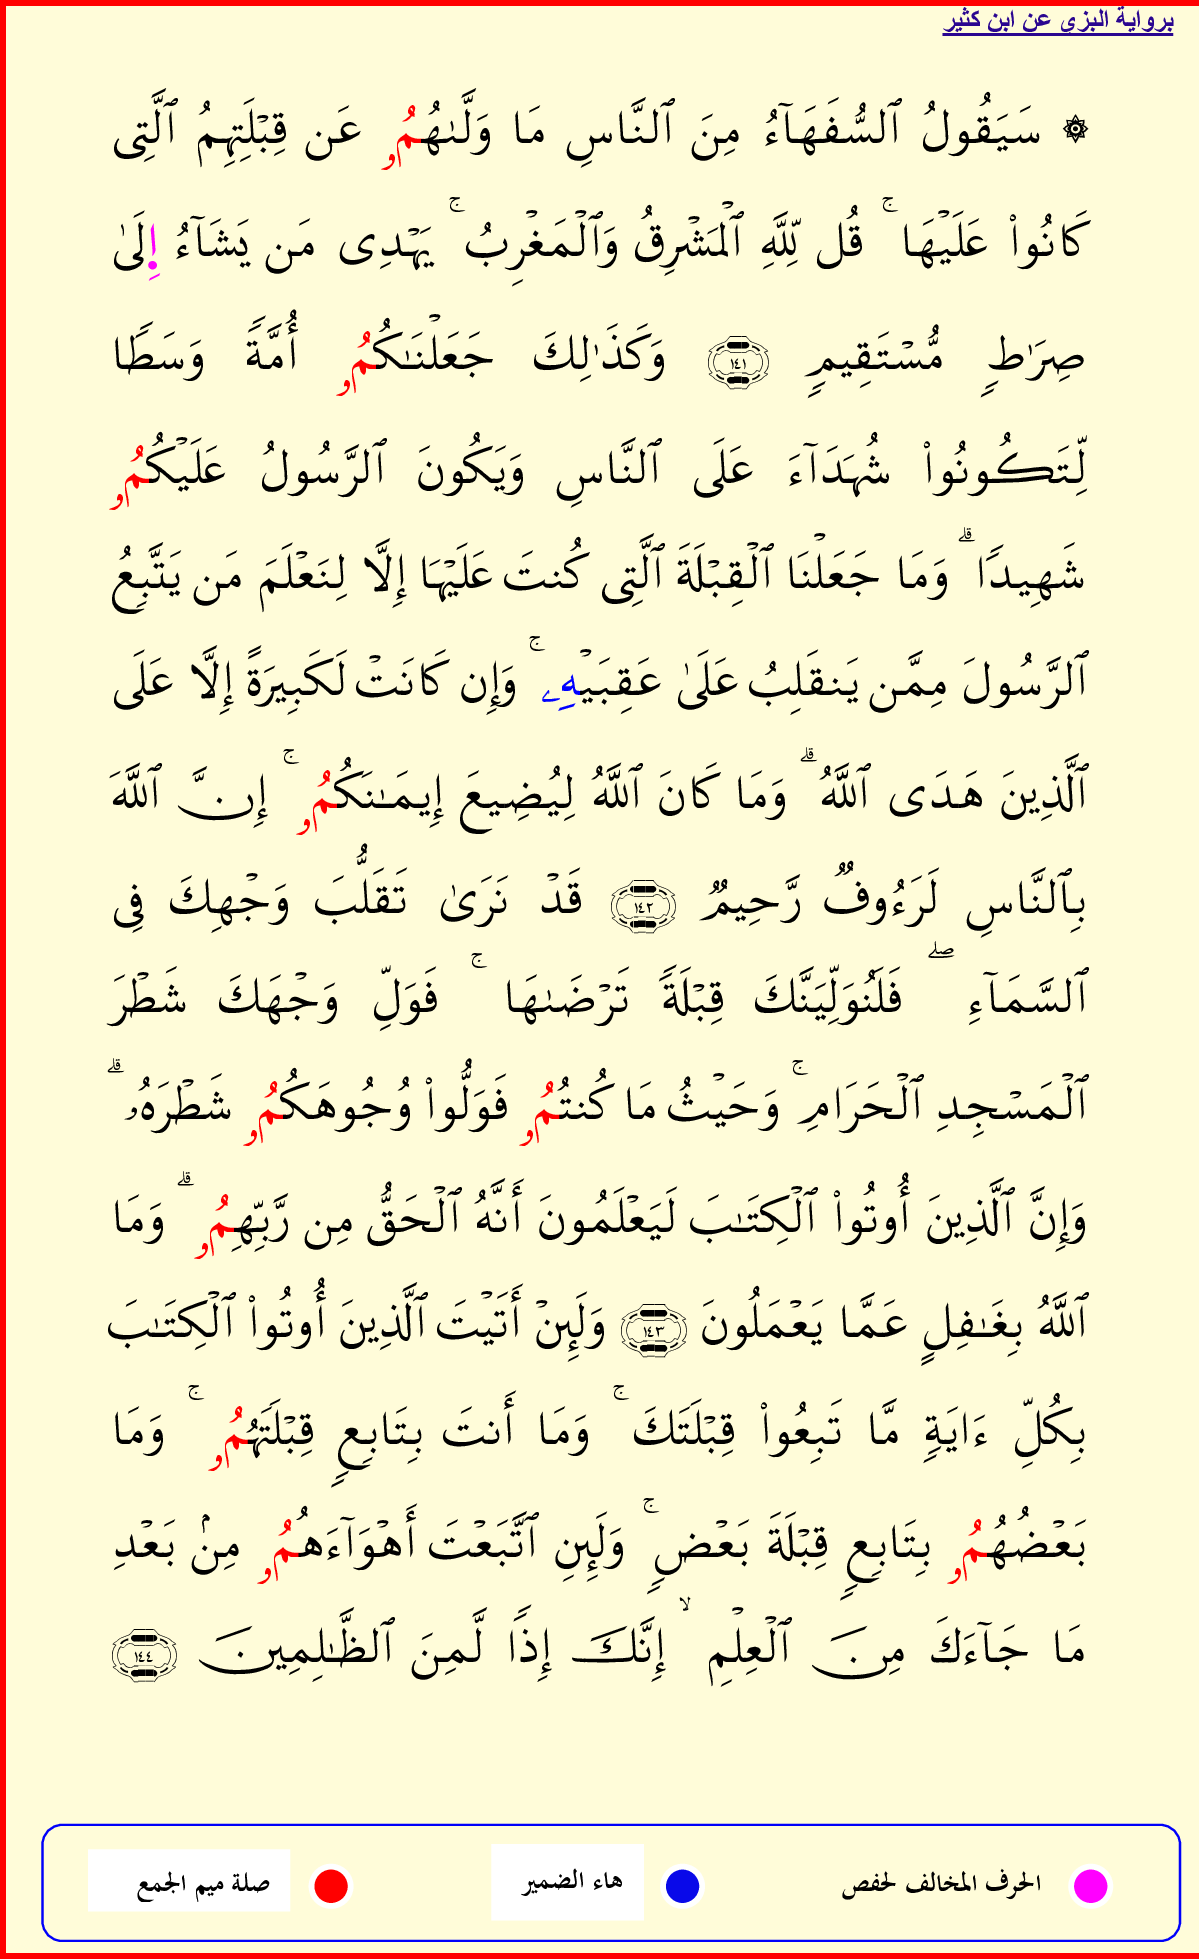 برواية البزي عن ابن كثير
۞ سَيَقُولُ ٱلسُّفَهَآءُ مِنَ ٱلنَّاسِ مَا وَلَّىٰهُمُۥ عَن قِبْلَتِهِمُ ٱلَّتِى
كَانُوا۟ عَلَيْهَا ۚ قُل لِّلَّهِ ٱلْمَشْرِقُ وَٱلْمَغْرِبُ ۚ يَهْدِى مَن يَشَآءُ إِلَىٰ
صِرَٰطٍ مُّسْتَقِيمٍ ١٤١ وَكَذَٰلِكَ جَعَلْنَـٰكُمُۥ أُمَّةً وَسَطًا
لِّتَكُونُوا۟ شُهَدَآءَ عَلَى ٱلنَّاسِ وَيَكُونَ ٱلرَّسُولُ عَلَيْكُمُۥ
شَهِيدًا ۗ وَمَا جَعَلْنَا ٱلْقِبْلَةَ ٱلَّتِى كُنتَ عَلَيْهَا إِلَّا لِنَعْلَمَ مَن يَتَّبِعُ
ٱلرَّسُولَ مِمَّن يَنقَلِبُ عَلَىٰ عَقِبَيْهِۦ ۚ وَإِن كَانَتْ لَكَبِيرَةً إِلَّا عَلَى
ٱلَّذِينَ هَدَى ٱللَّهُ ۗ وَمَا كَانَ ٱللَّهُ لِيُضِيعَ إِيمَـٰنَكُمُۥ ۚ إِنَّ ٱللَّهَ
بِٱلنَّاسِ لَرَءُوفٌ رَّحِيمٌ ١٤٢ قَدْ نَرَىٰ تَقَلُّبَ وَجْهِكَ فِى
ٱلسَّمَآءِ ۖ فَلَنُوَلِّيَنَّكَ قِبْلَةً تَرْضَىٰهَا ۚ فَوَلِّ وَجْهَكَ شَطْرَ
ٱلْمَسْجِدِ ٱلْحَرَامِ ۚ وَحَيْثُ مَا كُنتُمُۥ فَوَلُّوا۟ وُجُوهَكُمُۥ شَطْرَهُۥ ۗ
وَإِنَّ ٱلَّذِينَ أُوتُوا۟ ٱلْكِتَـٰبَ لَيَعْلَمُونَ أَنَّهُ ٱلْحَقُّ مِن رَّبِّهِمُۥ ۗ وَمَا
ٱللَّهُ بِغَـٰفِلٍ عَمَّا يَعْمَلُونَ ١٤٣ وَلَئِنْ أَتَيْتَ ٱلَّذِينَ أُوتُوا۟ ٱلْكِتَـٰبَ
بِكُلِّ ءَايَةٍ مَّا تَبِعُوا۟ قِبْلَتَكَ ۚ وَمَا أَنتَ بِتَابِعٍ قِبْلَتَهُمُۥ ۚ وَمَا
بَعْضُهُمُۥ بِتَابِعٍ قِبْلَةَ بَعْضٍ ۚ وَلَئِنِ ٱتَّبَعْتَ أَهْوَآءَهُمُۥ مِنۢ بَعْدِ
مَا جَآءَكَ مِنَ ٱلْعِلْمِ ۙ إِنَّكَ إِذًا لَّمِنَ ٱلظَّـٰلِمِينَ ١٤٤
الحرف المخالف لحفص هاء الضمير صلة ميم الجمع